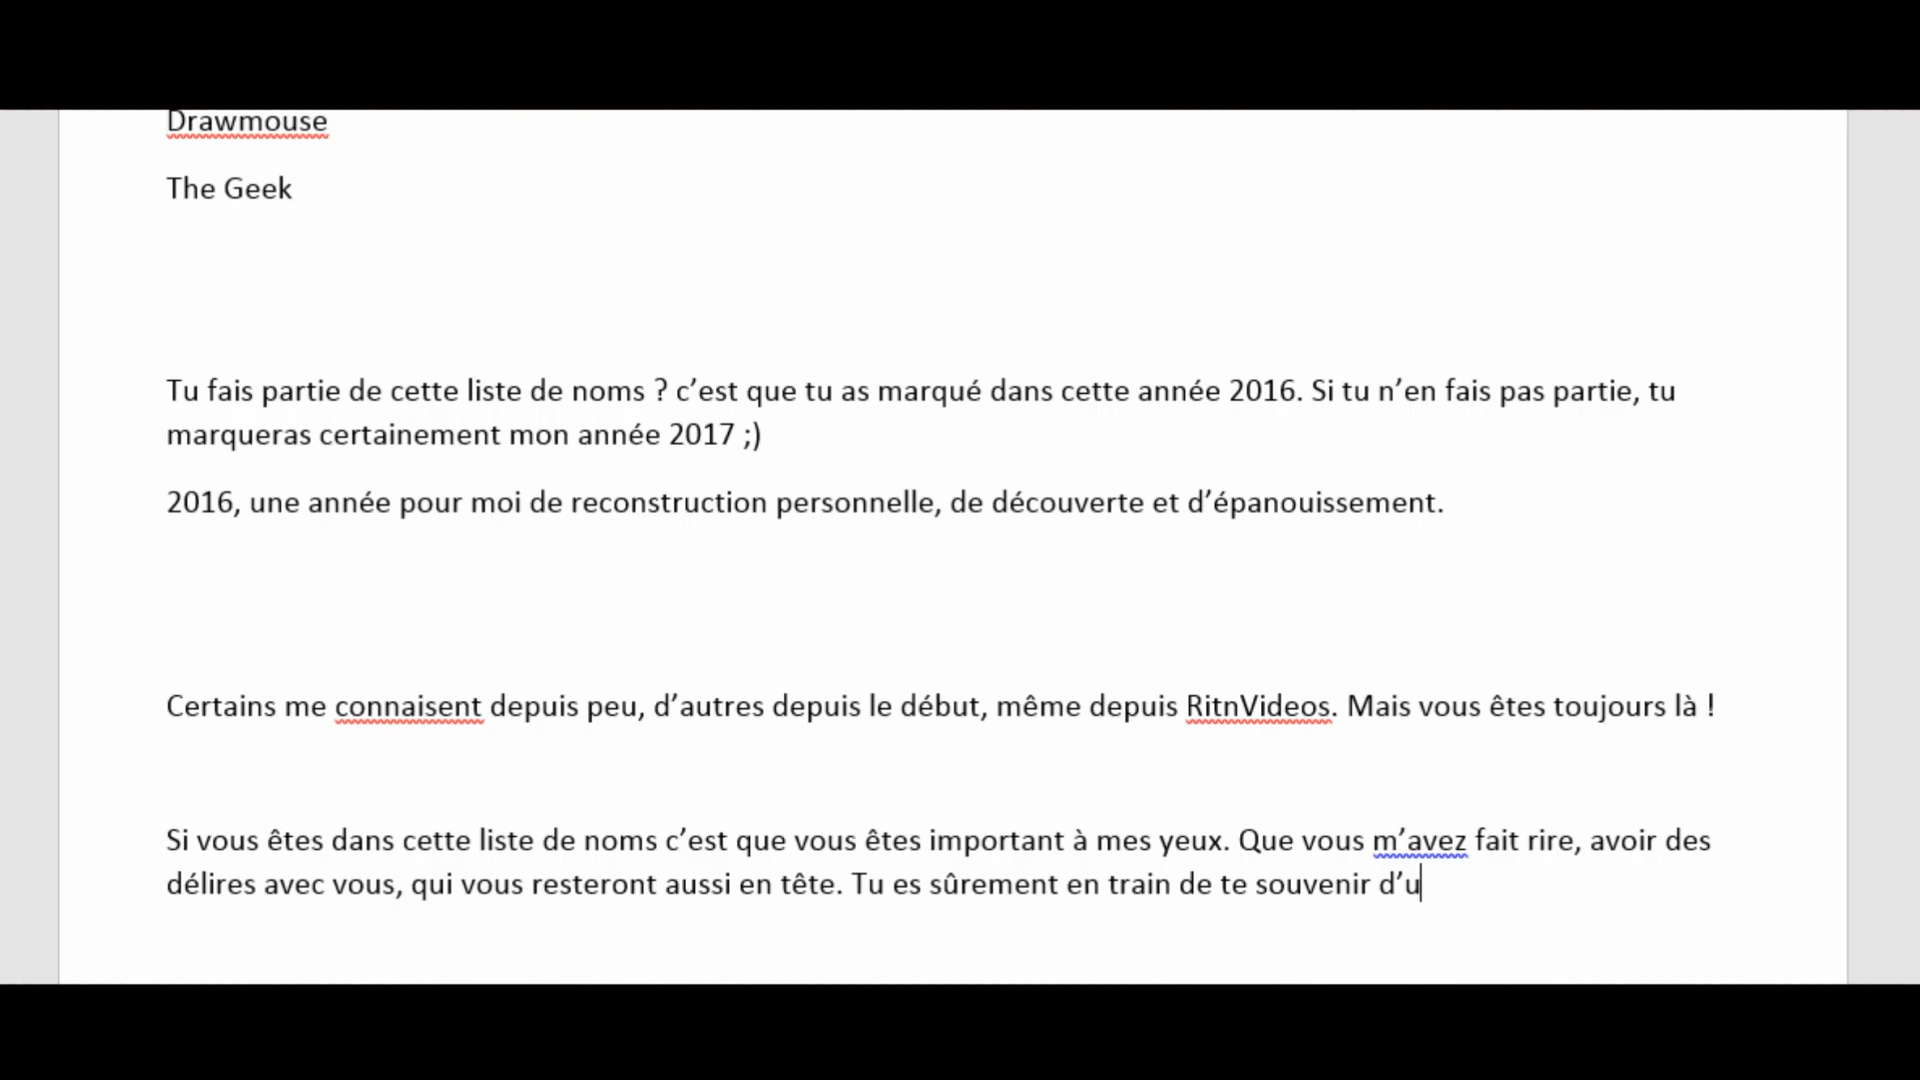 Drawmouse
The Geek
Tu fais partie de cette liste de noms ? c’est que tu as marqué dans cette année 2016. Si tu n’en fais pas partie, tu
marqueras certainement mon année 2017 ;)
2016, une année pour moi de reconstruction personnelle, de découverte et d’épanouissement.
Certains me connaisent depuis peu, d’autres depuis le début, même depuis RitnVideos. Mais vous êtes toujours là !
Si vous êtes dans cette liste de noms c’est que vous êtes important à mes yeux. Que vous m’avez fait rire, avoir des
délires avec vous, qui vous resteront aussi en tête. Tu es sûrement en train de te souvenir d’u